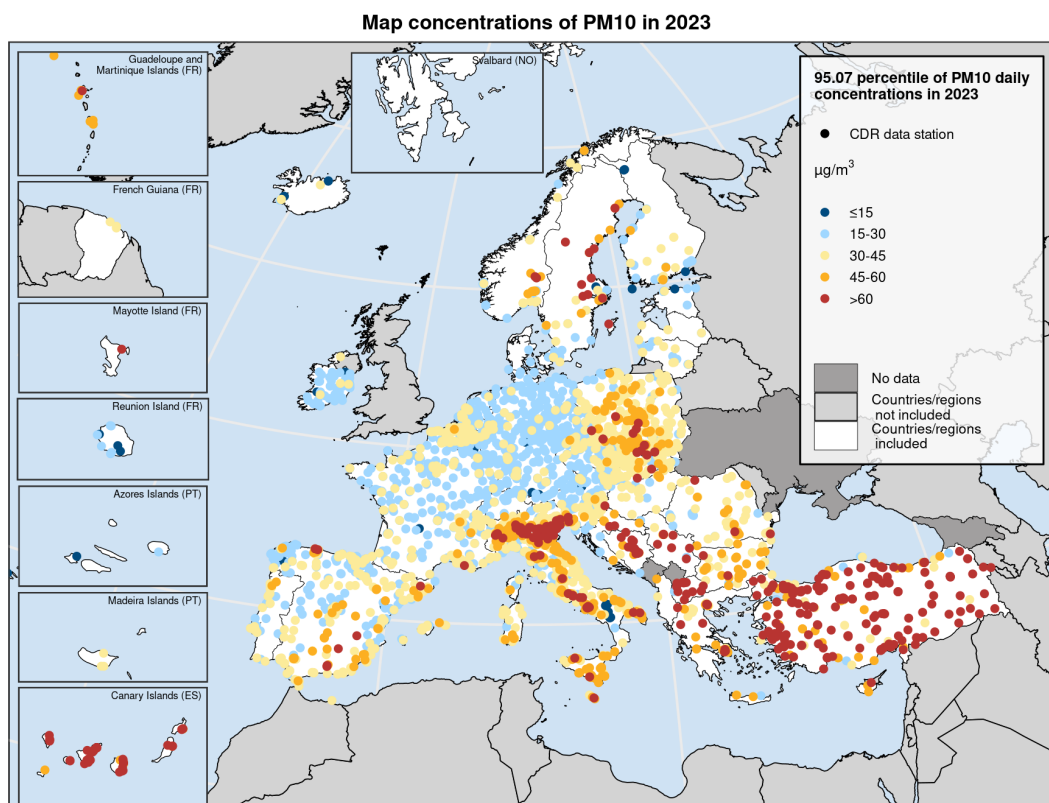 Map concentrations of PM10 in 2023
Guadeloupe and
Martinique Islands (FR)
Svalbard (NO)
French Guiana (FR)
Mayotte Island (FR)
Reunion Island (FR)
Azores Islands (PT)
Madeira Islands (PT)
Canary Islands (ES)
95.07 percentile of PM10 daily
concentrations in 2023
CDR data station
µg/m³
≤15
15-30
30-45
45-60
>60
No data
Countries/regions
not included
Countries/regions
included